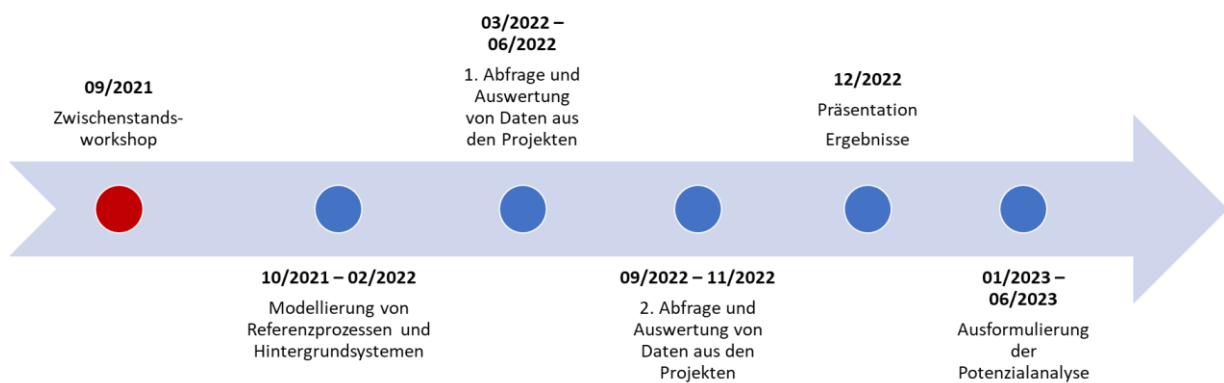 09/2021
Zwischenstands-
workshop
10/2021 – 02/2022
Modellierung von
Referenzprozessen und
Hintergrundsystemen
03/2022 –
06/2022
1. Abfrage und
Auswertung
von Daten aus
den Projekten
09/2022 – 11/2022
2. Abfrage und
Auswertung von
Daten aus den
Projekten
12/2022
Präsentation
Ergebnisse
01/2023 –
06/2023
Ausformulierung
der
Potenzialanalyse